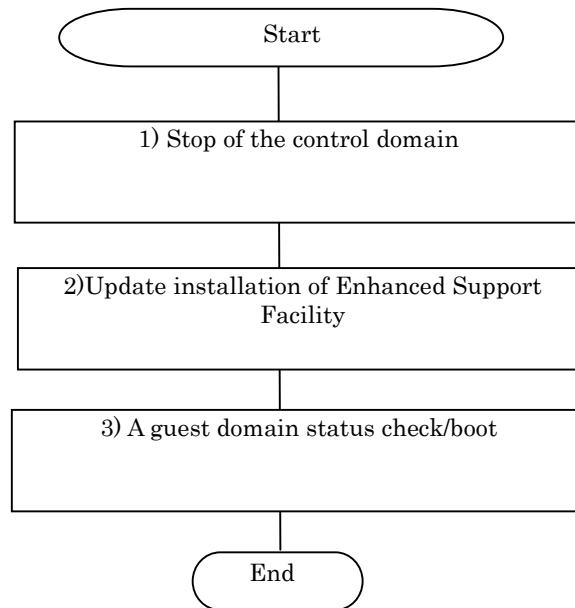 Start
1) Stop of the control domain
2)Update installation of Enhanced Support
Facility
3) A guest domain status check/boot
End